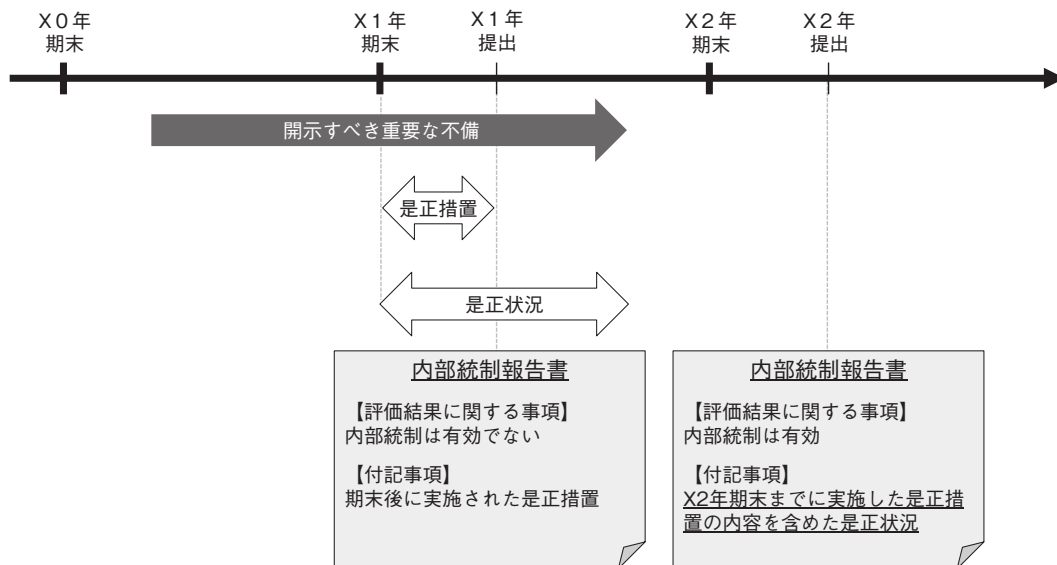 X0年
期末
X1年
期末
X1年
提出
X2年
期末
X2年
提出
開示すべき重要な不備
是正措置
是正状況
内部統制報告書
【評価結果に関する事項】
内部統制は有効でない
【付記事項】
期末後に実施された是正措置
内部統制報告書
【評価結果に関する事項】
内部統制は有効
【付記事項】
X2年期末までに実施した是正措
置の内容を含めた是正状況